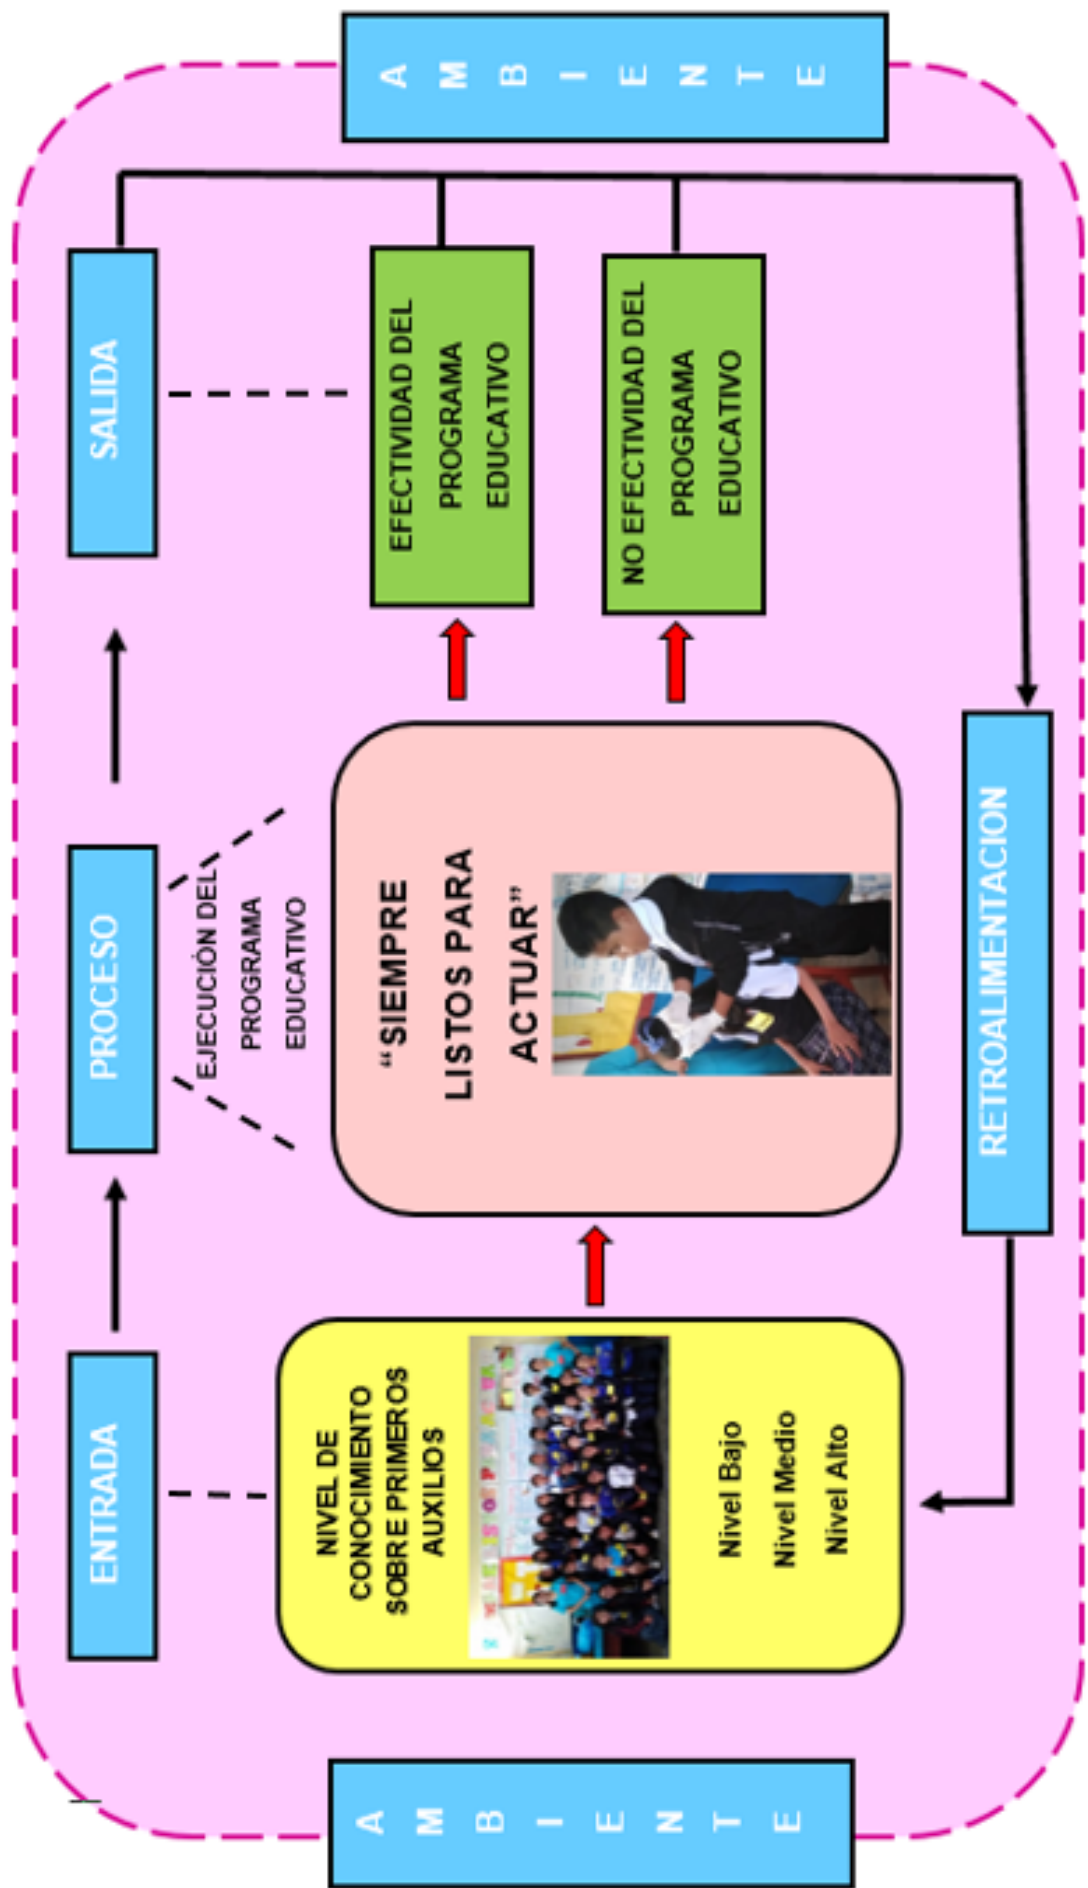 ENTRADA
PROCESO
SALIDA
EJECUCIÓN DEL
PROGRAMA
EDUCATIVO
AMBIENTE
NIVEL DE
CONOCIMIENTO
SOBRE PRIMEROS
AUXILIOS
Nivel Bajo
Nivel Medio
Nivel Alto
“SIEMPRE
LISTOS PARA
ACTUAR”
EFECTIVIDAD DEL
PROGRAMA
EDUCATIVO
NO EFECTIVIDAD DEL
PROGRAMA
EDUCATIVO
AMBIENTE
RETROALIMENTACION